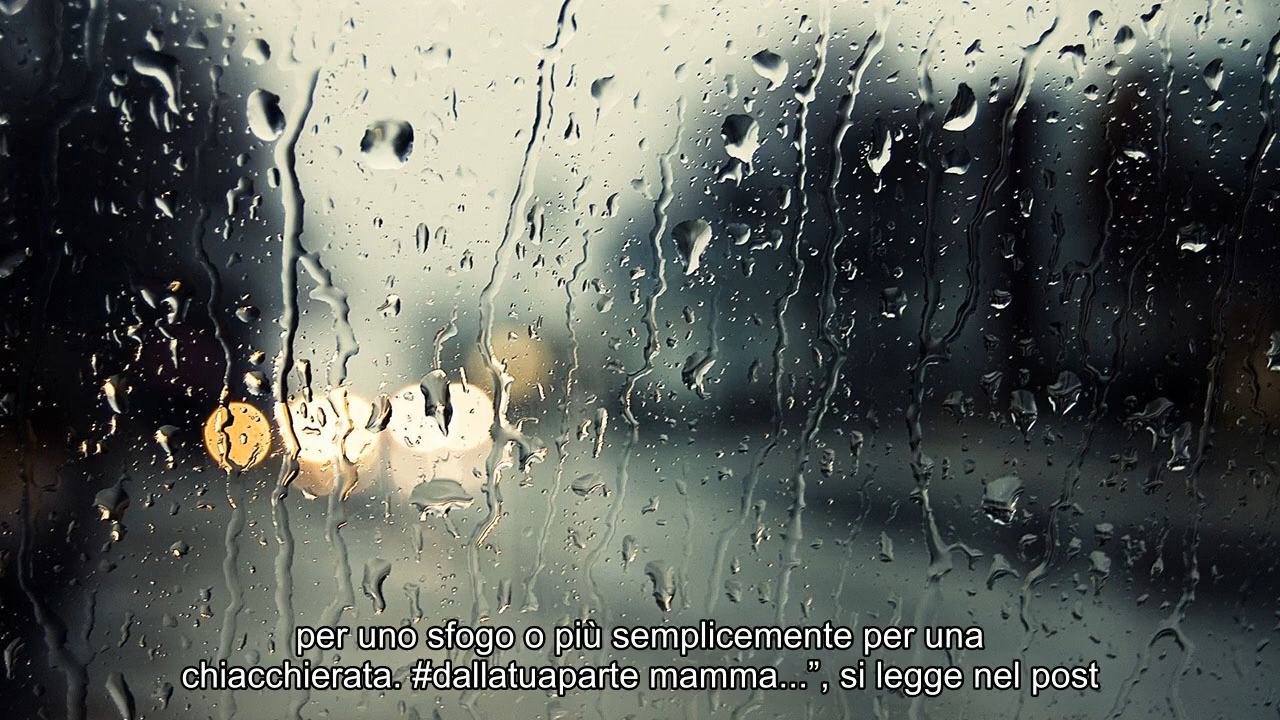 per uno sfogo o più semplicemente per una
chiacchierata. #dallatuaparte mamma...”, si legge nel post